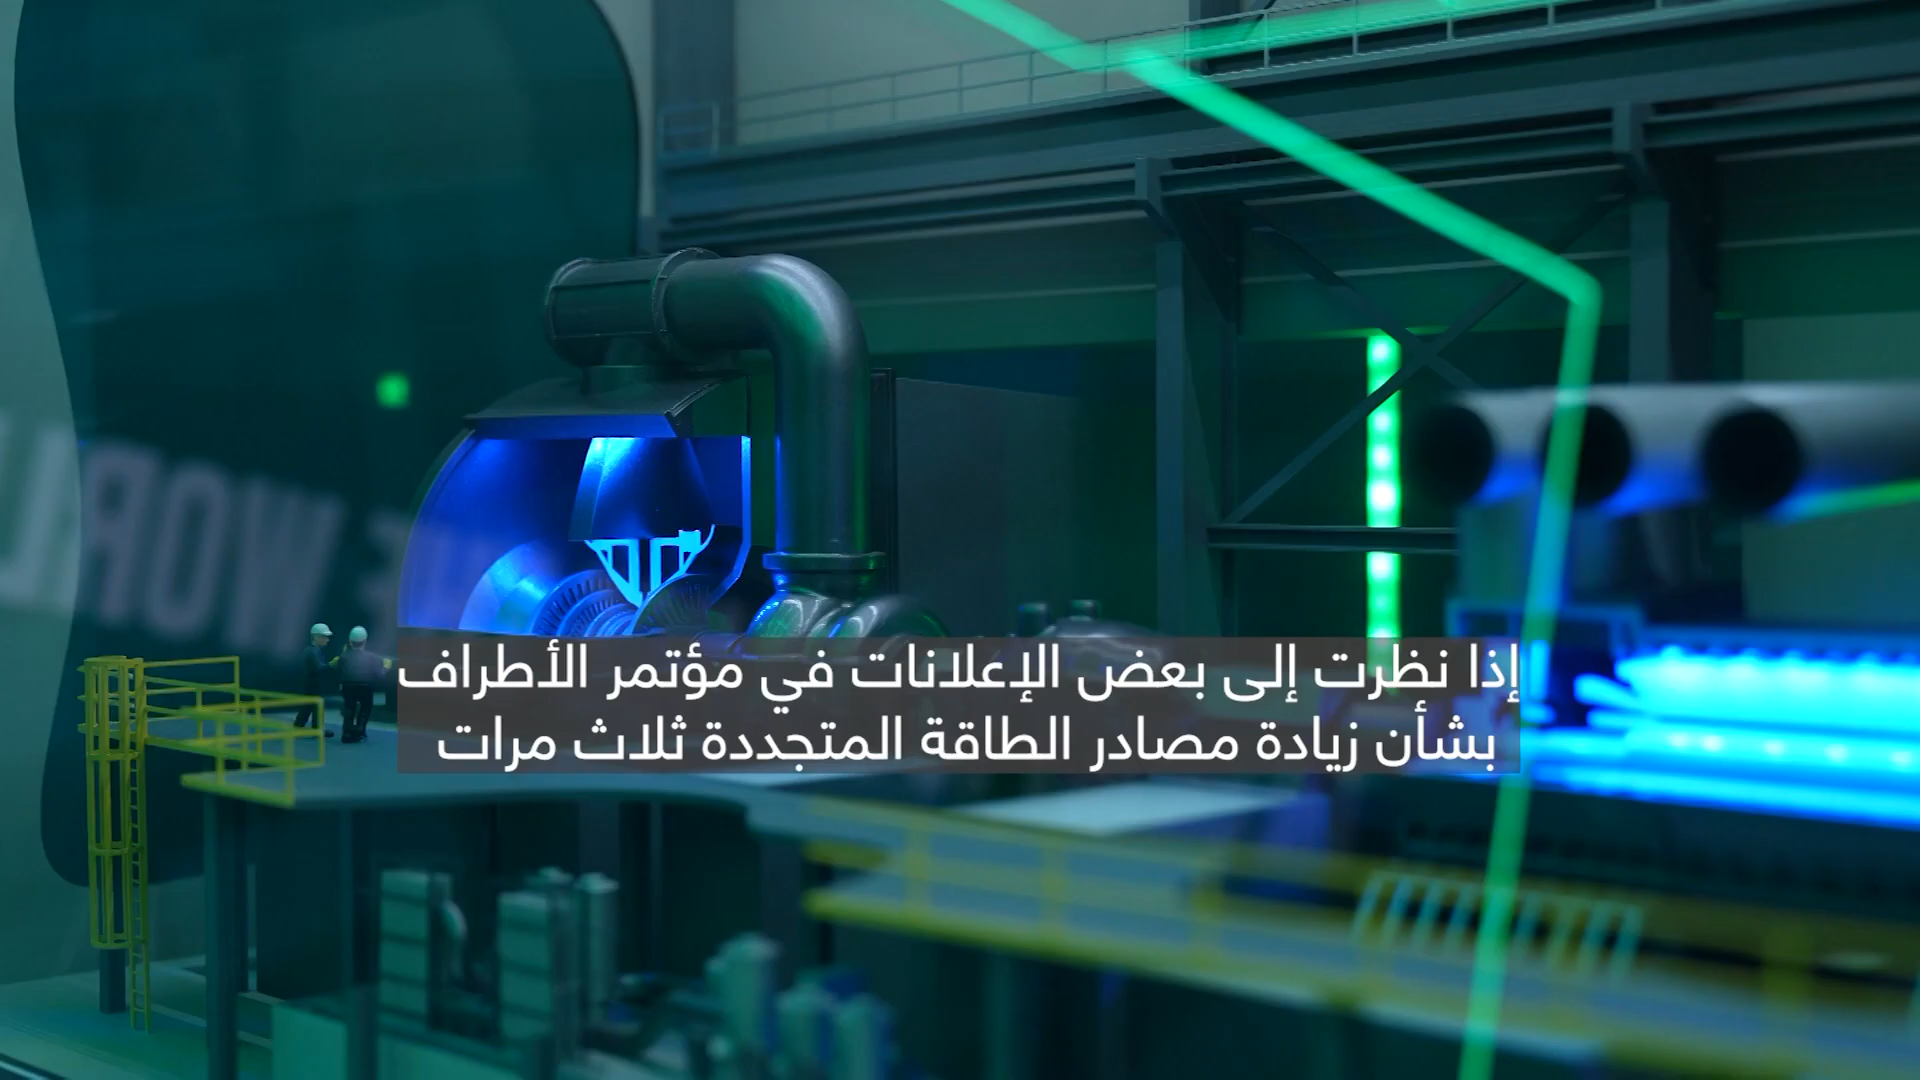 إذا نظرت إلى بعض الإعلانات في مؤتمر الأطراف
بشأن زيادة مصادر الطاقة المتجددة ثلاث مرات